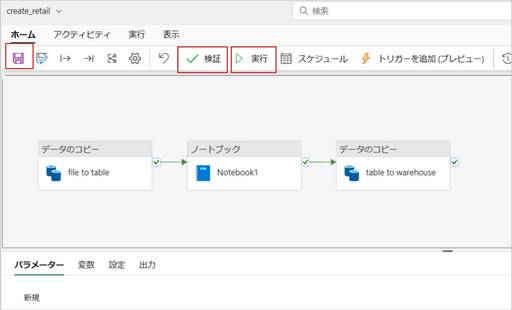 create_retail
検索
ホーム アクティビティ 実行 表示
検証 実行 スケジュール トリガーを追加 (プレビュー)
データのコピー
file to table
ノートブック
Notebook1
データのコピー
table to warehouse
パラメーター 変数 設定 出力
新規